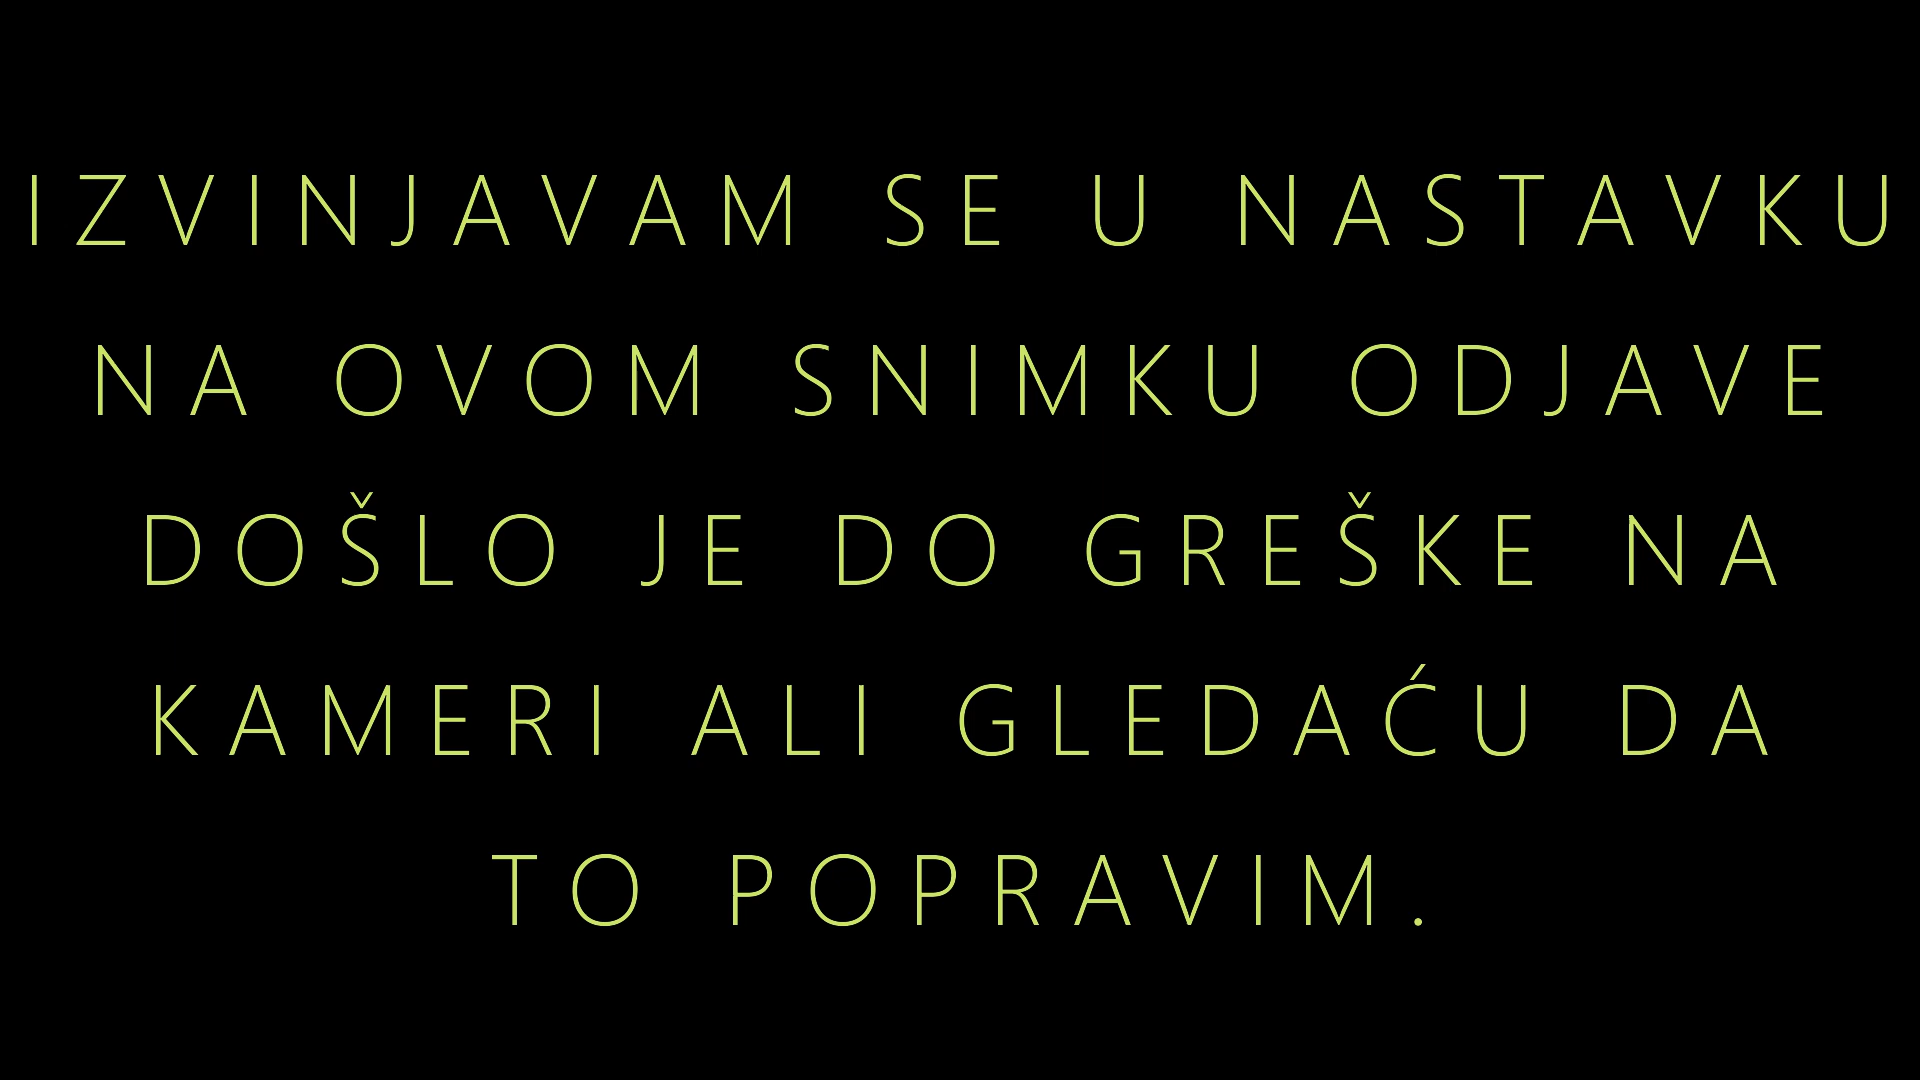 IZVINJAVAM SE U NASTAVKU
NA OVOM SNIMKU ODJAVE
DOŠLO JE DO GREŠKE NA
KAMERI ALI GLEDAĆU DA
TO POPRAVIM.